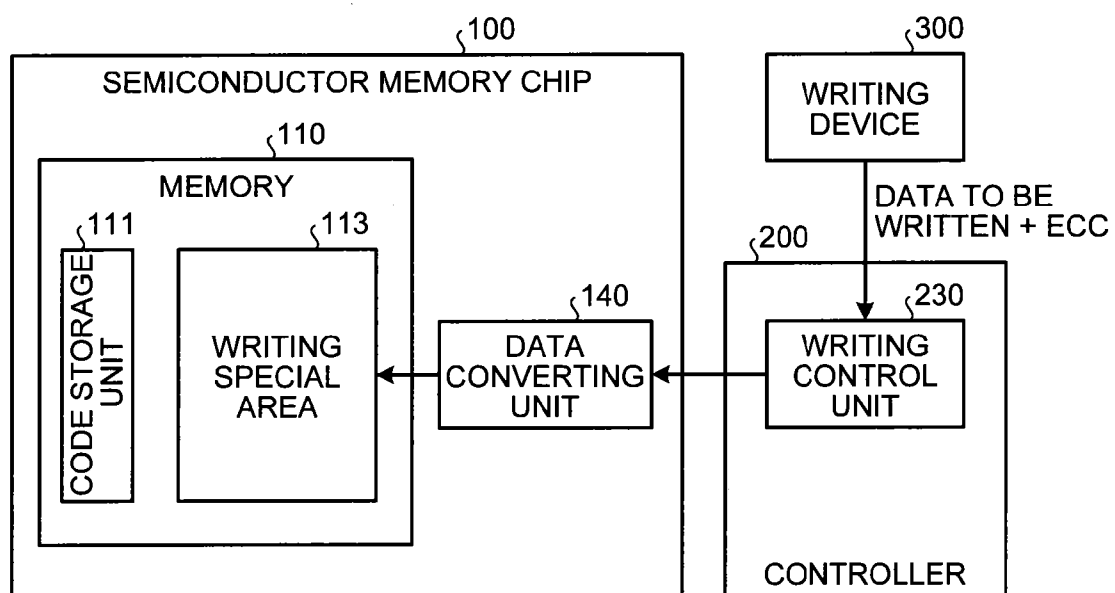 100
SEMICONDUCTOR MEMORY CHIP
110
MEMORY
111
CODE STORAGE
UNIT
113
WRITING
SPECIAL
AREA
140
DATA
CONVERTING
UNIT
300
WRITING
DEVICE
DATA TO BE
WRITTEN + ECC
200
230
WRITING
CONTROL
UNIT
CONTROLLER